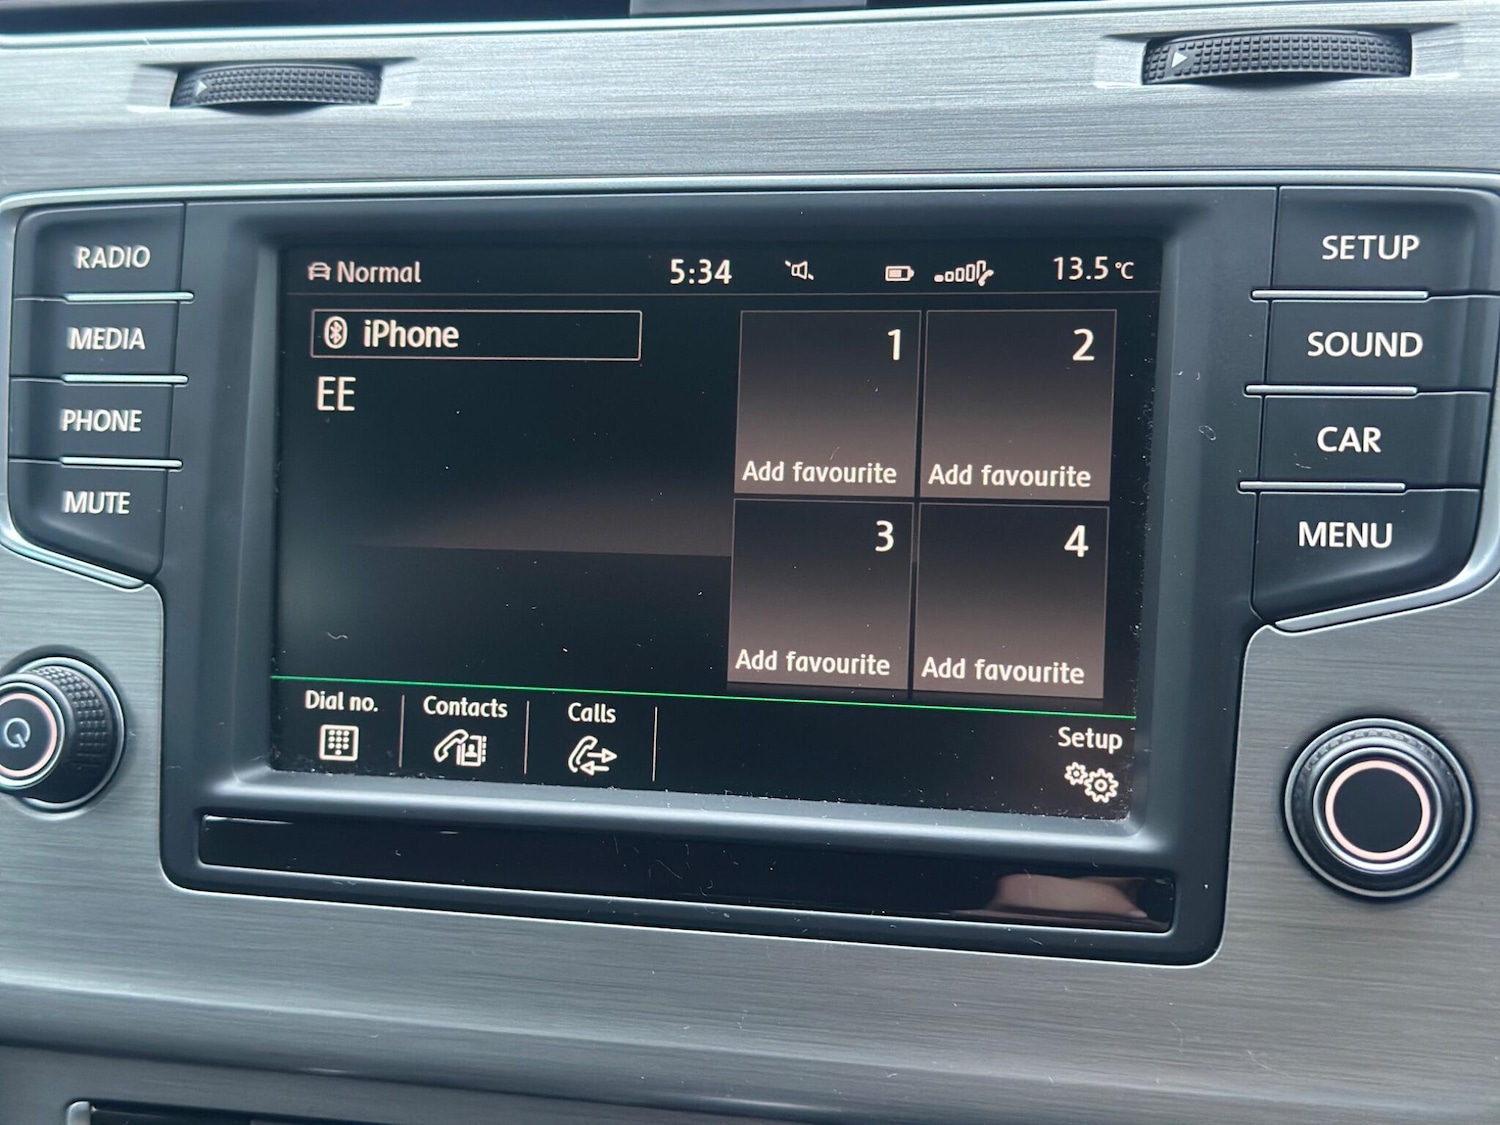 RADIO
MEDIA
PHONE
MUTE
Normal 5:34 13.5 °C
iPhone
EE
1 2
Add favourite Add favourite
3 4
Add favourite Add favourite
Dial no. Contacts Calls Setup
SETUP
SOUND
CAR
MENU